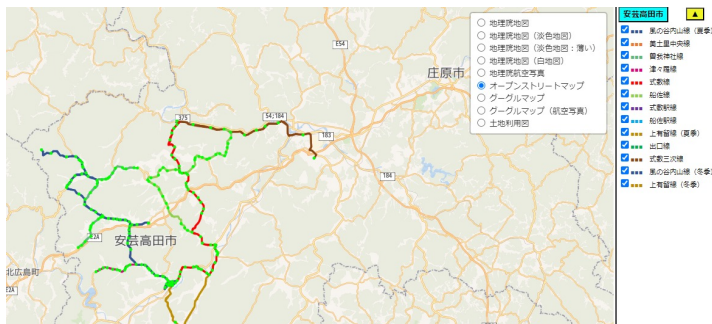 地理院地図
地理院地図（淡色地図）
地理院地図（淡色地図：薄い）
地理院地図（白地図）
地理院航空写真
オープンストリートマップ
グーグルマップ
グーグルマップ（航空写真）
土地利用図
E54
庄原市
375
54;184
183
184
E2A
安芸高田市
北広島町
E2A
安芸高田市
▲
風の谷内山線（夏季）
美土里中央線
曽我神社線
津々羅線
式敷線
船佐線
式敷駅線
船佐駅線
上有留線（夏季）
出口線
式敷三次線
風の谷内山線（冬季）
上有留線（冬季）